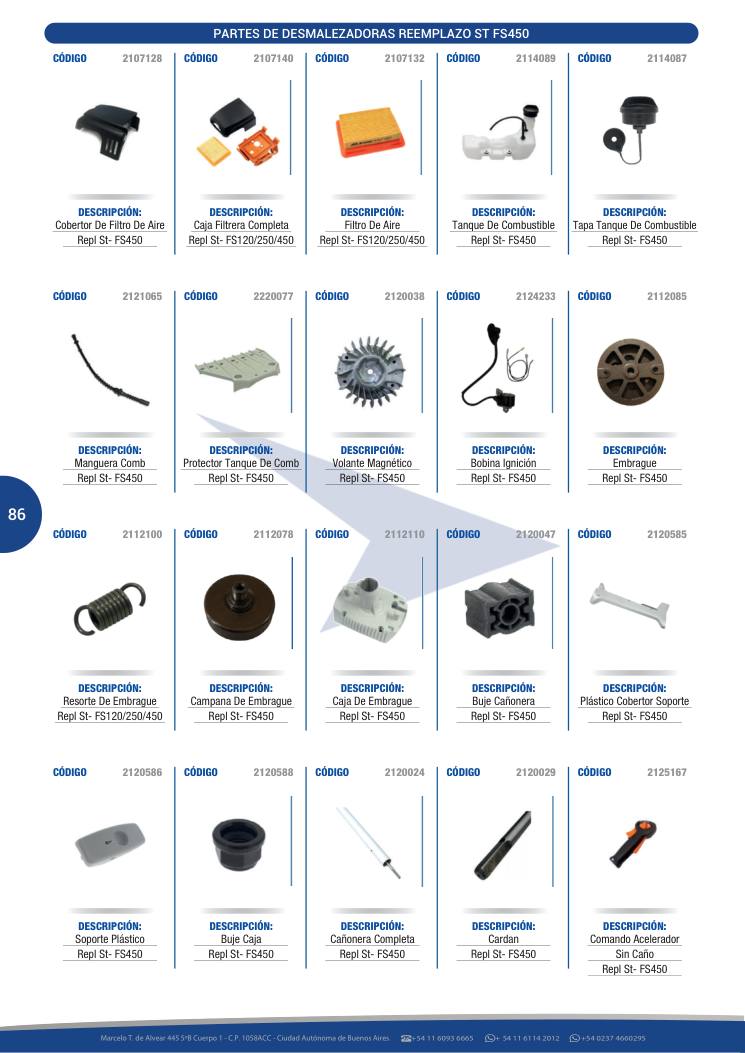 PARTES DE DESMALEZADORAS REEMPLAZO ST FS450
CÓDIGO 2107128
DESCRIPCIÓN:
Cobertor De Filtro De Aire
Repl St- FS450
CÓDIGO 2107140
DESCRIPCIÓN:
Caja Filtrera Completa
Repl St- FS120/250/450
CÓDIGO 2107132
DESCRIPCIÓN:
Filtro De Aire
Repl St- FS120/250/450
CÓDIGO 2114089
DESCRIPCIÓN:
Tanque De Combustible
Repl St- FS450
CÓDIGO 2114087
DESCRIPCIÓN:
Tapa Tanque De Combustible
Repl St- FS450
CÓDIGO 2121065
DESCRIPCIÓN:
Manguera Comb
Repl St- FS450
CÓDIGO 2220077
DESCRIPCIÓN:
Protector Tanque De Comb
Repl St- FS450
CÓDIGO 2120038
DESCRIPCIÓN:
Volante Magnético
Repl St- FS450
CÓDIGO 2124233
DESCRIPCIÓN:
Bobina Ignición
Repl St- FS450
CÓDIGO 2112085
DESCRIPCIÓN:
Embrague
Repl St- FS450
86
CÓDIGO 2112100
DESCRIPCIÓN:
Resorte De Embrague
Repl St- FS120/250/450
CÓDIGO 2112078
DESCRIPCIÓN:
Campana De Embrague
Repl St- FS450
CÓDIGO 2112110
DESCRIPCIÓN:
Caja De Embrague
Repl St- FS450
CÓDIGO 2120047
DESCRIPCIÓN:
Buje Cañonera
Repl St- FS450
CÓDIGO 2120585
DESCRIPCIÓN:
Plástico Cobertor Soporte
Repl St- FS450
CÓDIGO 2120586
DESCRIPCIÓN:
Soporte Plástico
Repl St- FS450
CÓDIGO 2120588
DESCRIPCIÓN:
Buje Caja
Repl St- FS450
CÓDIGO 2120024
DESCRIPCIÓN:
Cañonera Completa
Repl St- FS450
CÓDIGO 2120029
DESCRIPCIÓN:
Cardan
Repl St- FS450
CÓDIGO 2125167
DESCRIPCIÓN:
Comando Acelerador
Sin Caño
Repl St- FS450
Marcelo T. de Alvear 445 5ºB Cuerpo 1 - C.P. 1058ACC - Ciudad Autónoma de Buenos Aires. +54 11 6093 6665 + 54 11 6114 2012 +54 0237 4660295